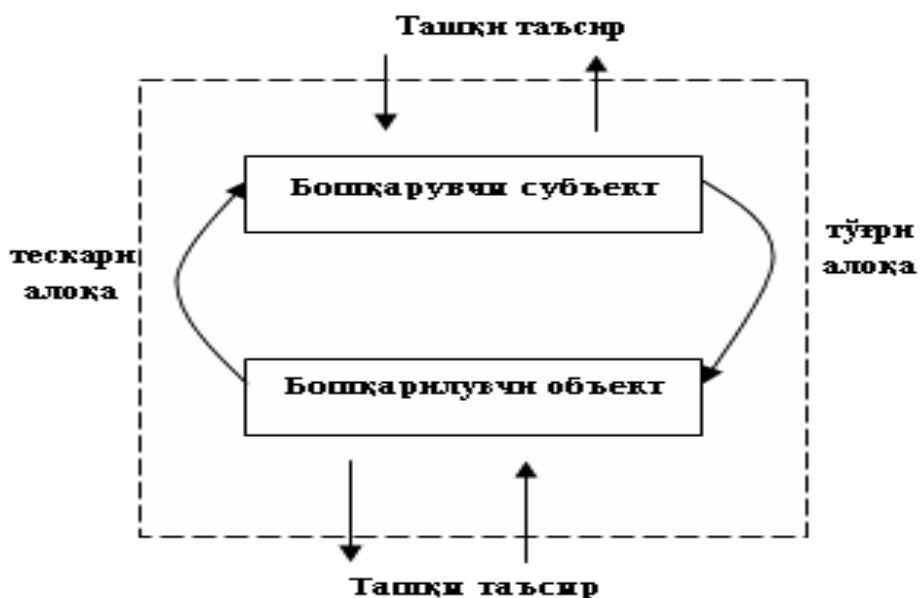 Ташқи таъсир
Бошқарувчи субъект
тескари
алоқа
тўғри
алоқа
Бошқарилувчи объект
Ташқи таъсир